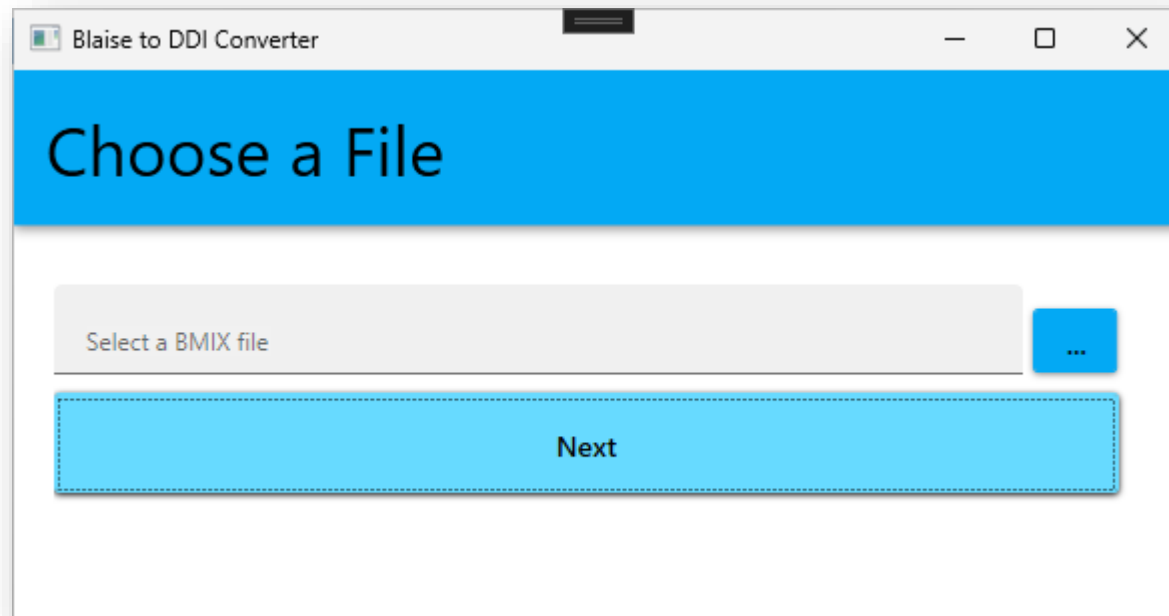 Blaise to DDI Converter
Choose a File
Select a BMIX file
...
Next